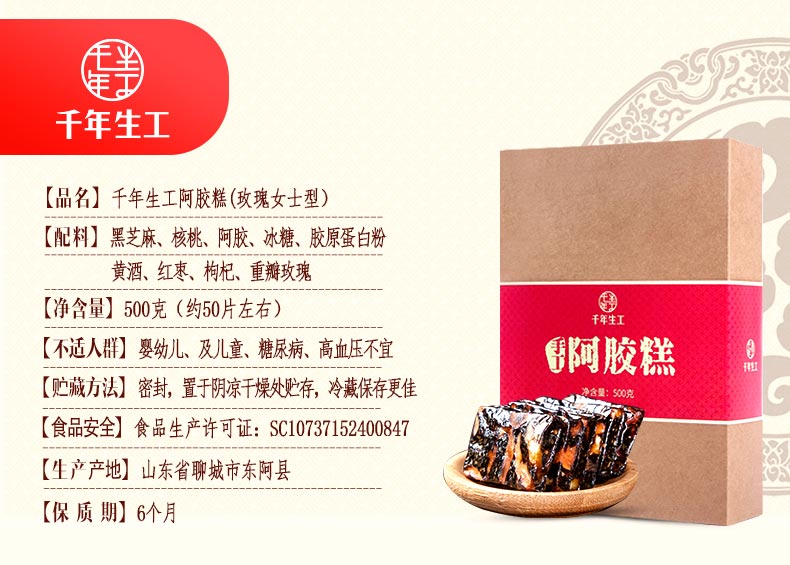 千年生工
千年生工
【品名】千年生工阿胶糕(玫瑰女士型）
【配料】黑芝麻、核桃、阿胶、冰糖、胶原蛋白粉
黄酒、红枣、枸杞、重瓣玫瑰
【净含量】500克（约50片左右）
【不适人群】婴幼儿、及儿童、糖尿病、高血压不宜
【贮藏方法】密封，置于阴凉干燥处贮存，冷藏保存更佳
【食品安全】食品生产许可证：SC10737152400847
【生产产地】山东省聊城市东阿县
【保 质 期】6个月
千年生工
阿胶糕
净含量：500克